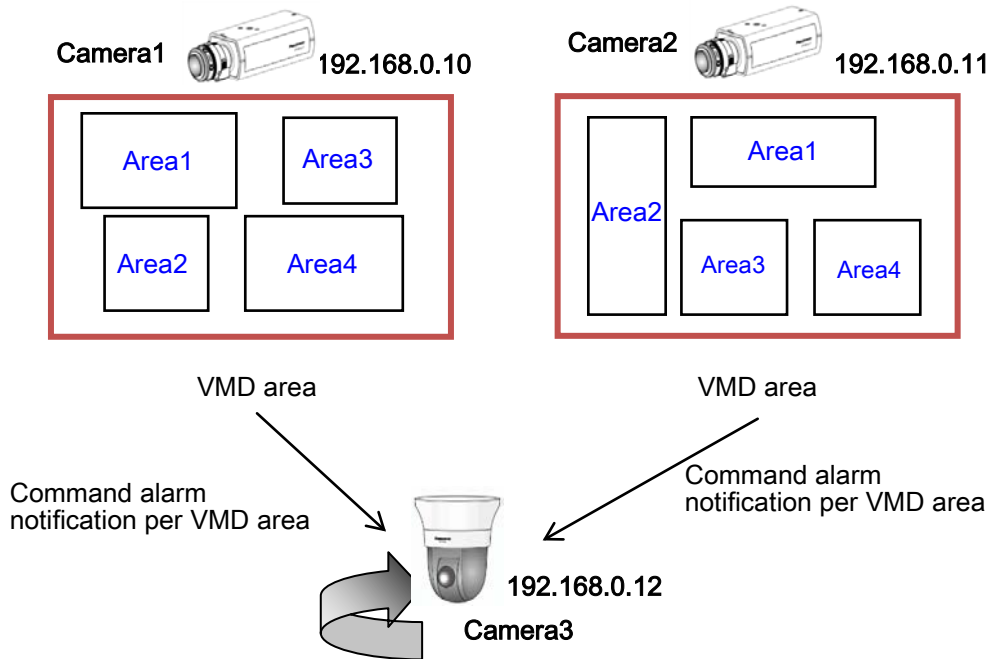 Camera1
192.168.0.10
Camera2
192.168.0.11
Area1
Area3
Area2
Area4
Area1
Area2
Area3
Area4
VMD area
VMD area
Command alarm
notification per VMD area
Command alarm
notification per VMD area
192.168.0.12
Camera3